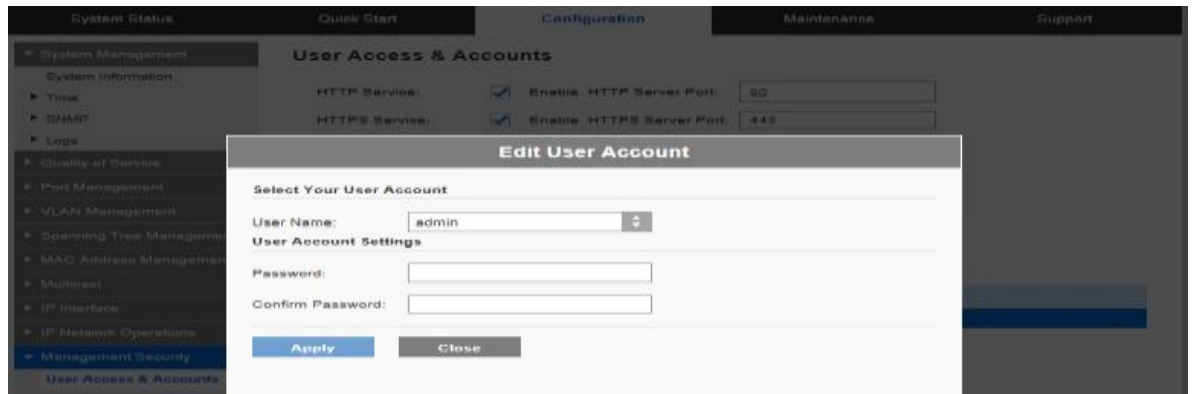 System Status Quick Start Configuration Maintenance Support
System Management
System Information
Time
SNMP
Logs
Quality of Service
Port Management
VLAN Management
Spanning Tree Manageme
MAC Address Managemen
Multicast
IP Interface
IP Network Operations
Management Security
User Access & Accounts
User Access & Accounts
HTTP Service: Enable HTTP Server Port: 80
HTTPS Service: Enable HTTPS Server Port: 443
Edit User Account
Select Your User Account
User Name: admin
User Account Settings
Password:
Confirm Password:
Apply Close